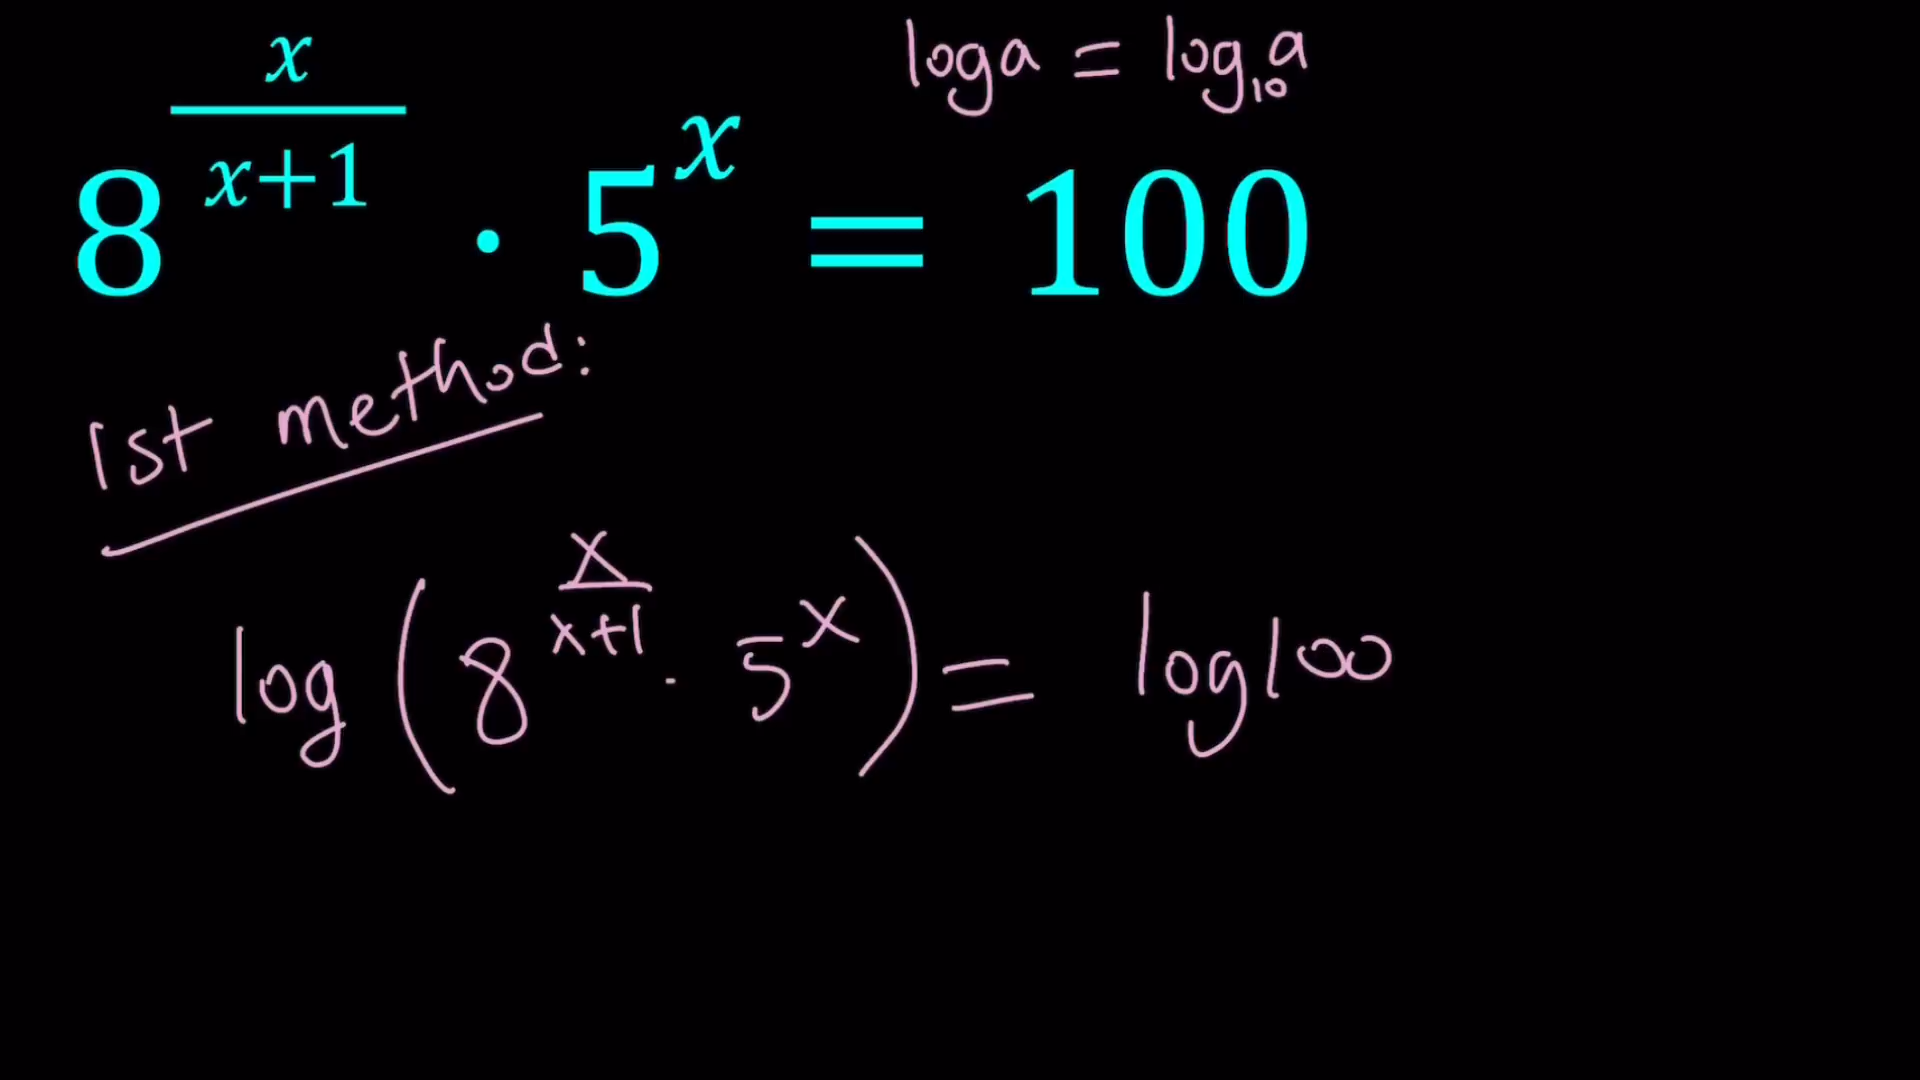 log a = log₁₀ a
8^(x/(x+1)) · 5^x = 100
1st method:
log (8^(x/(x+1)) · 5^x) = log 100